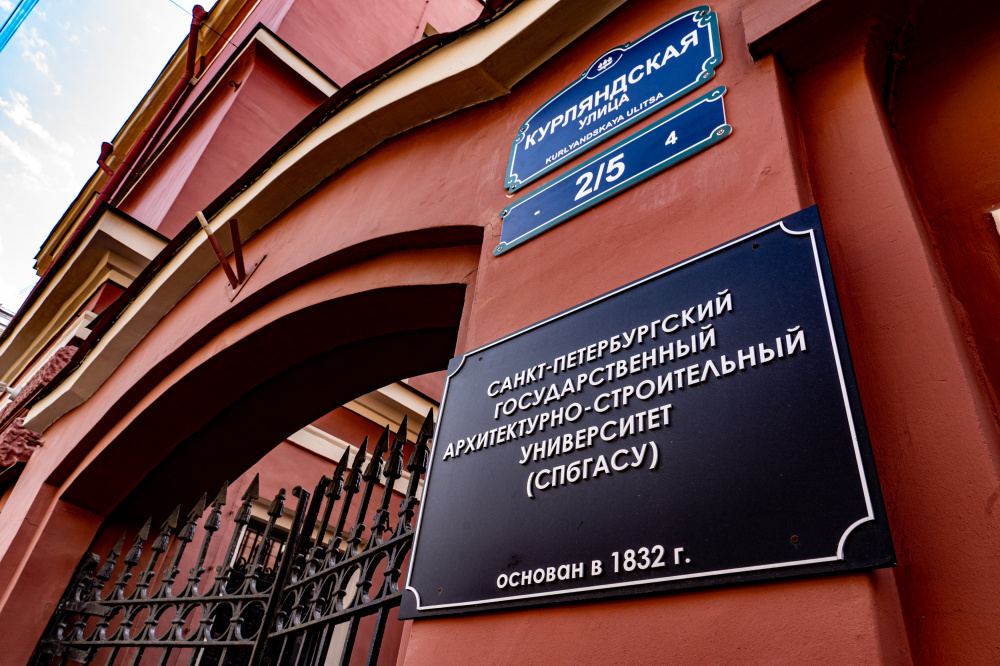 КУРЛЯНДСКАЯ
УЛИЦА
KURLYANDSKAYA ULITSA
- 2/5 4
САНКТ-ПЕТЕРБУРГСКИЙ
ГОСУДАРСТВЕННЫЙ
АРХИТЕКТУРНО-СТРОИТЕЛЬНЫЙ
УНИВЕРСИТЕТ
(СПбГАСУ)
основан в 1832 г.